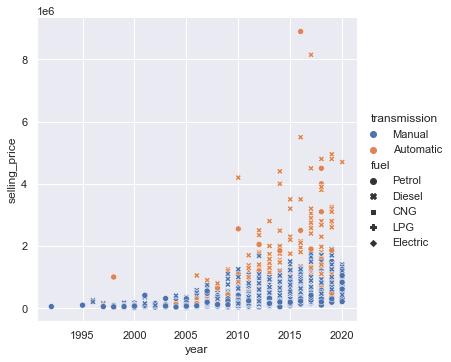 1e6
8
6
4
2
0
selling_price
1995
2000
2005
2010
2015
2020
year
transmission
Manual
Automatic
fuel
Petrol
Diesel
CNG
LPG
Electric